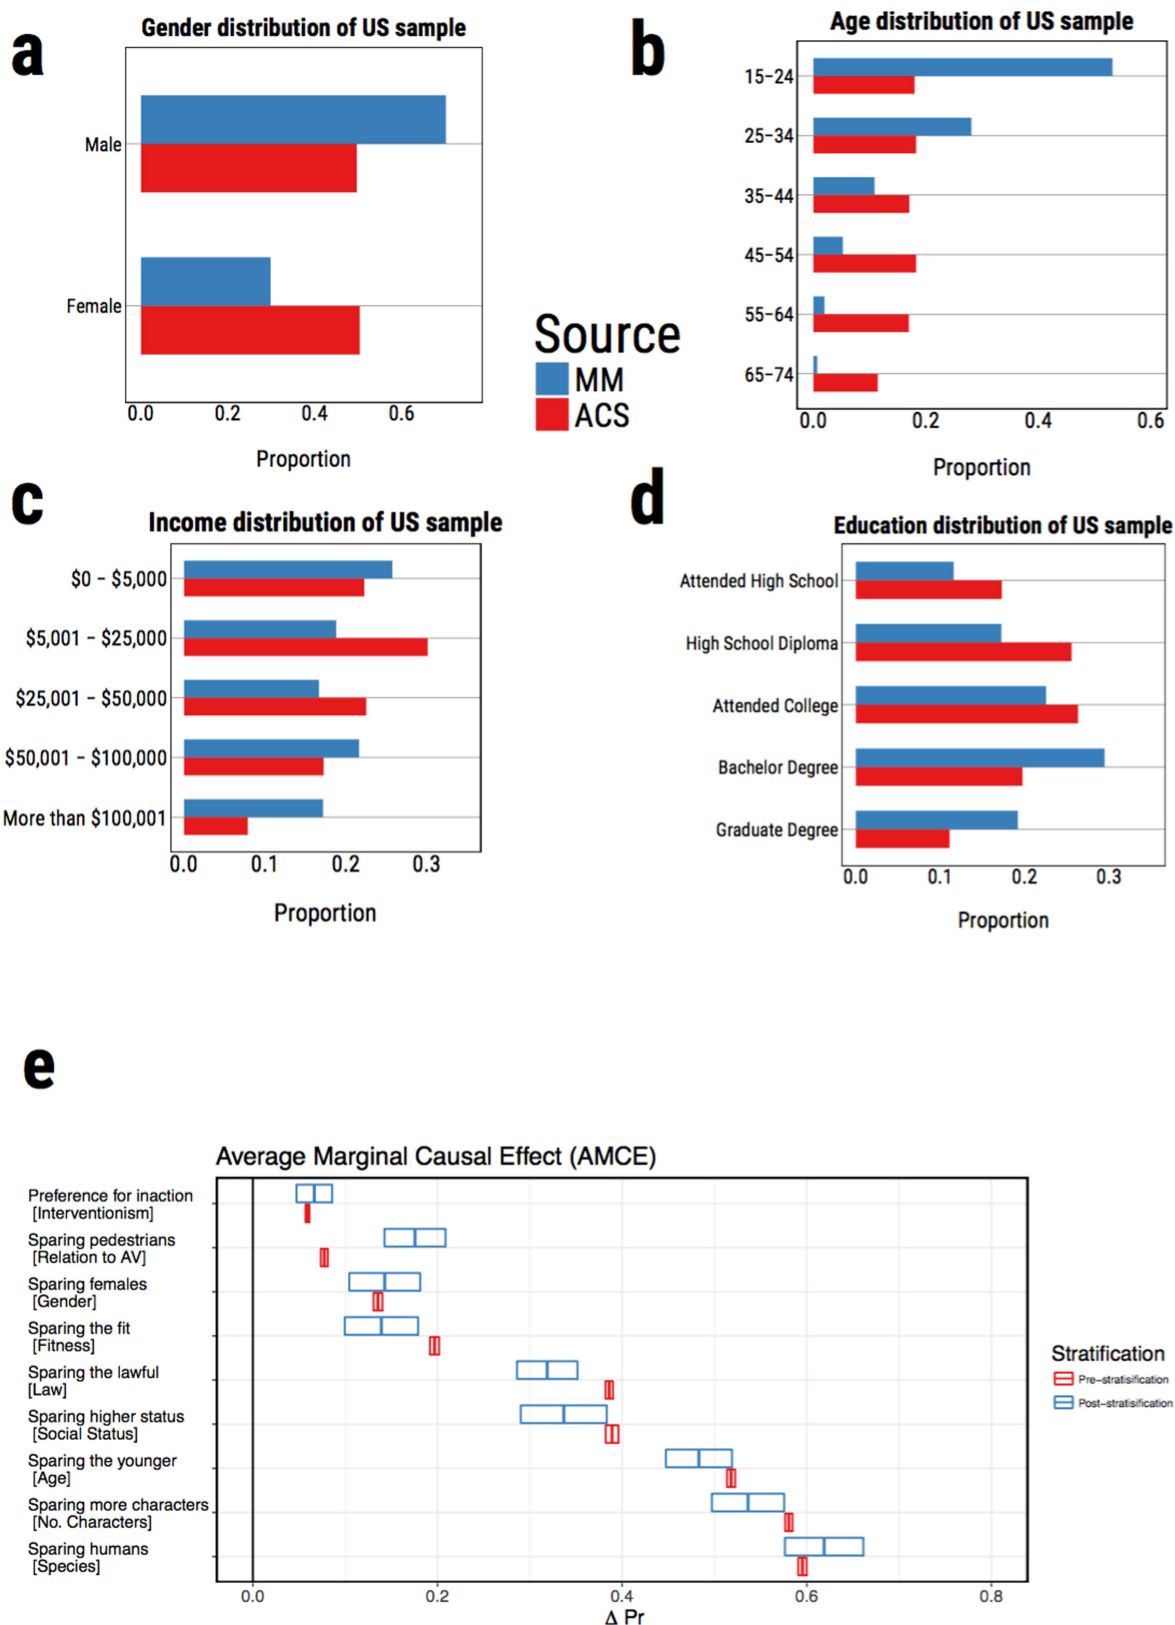 a
Gender distribution of US sample
Male
Female
0.0 0.2 0.4 0.6
Proportion
b
Age distribution of US sample
15-24
25-34
35-44
45-54
55-64
65-74
0.0 0.2 0.4 0.6
Proportion
Source
MM
ACS
c
Income distribution of US sample
$0 - $5,000
$5,001 - $25,000
$25,001 - $50,000
$50,001 - $100,000
More than $100,001
0.0 0.1 0.2 0.3
Proportion
d
Education distribution of US sample
Attended High School
High School Diploma
Attended College
Bachelor Degree
Graduate Degree
0.0 0.1 0.2 0.3
Proportion
e
Average Marginal Causal Effect (AMCE)
Preference for inaction
[Interventionism]
Sparing pedestrians
[Relation to AV]
Sparing females
[Gender]
Sparing the fit
[Fitness]
Sparing the lawful
[Law]
Sparing higher status
[Social Status]
Sparing the younger
[Age]
Sparing more characters
[No. Characters]
Sparing humans
[Species]
0.0 0.2 0.4 0.6 0.8
Δ Pr
Stratification
Pre-stratisification
Post-stratisification